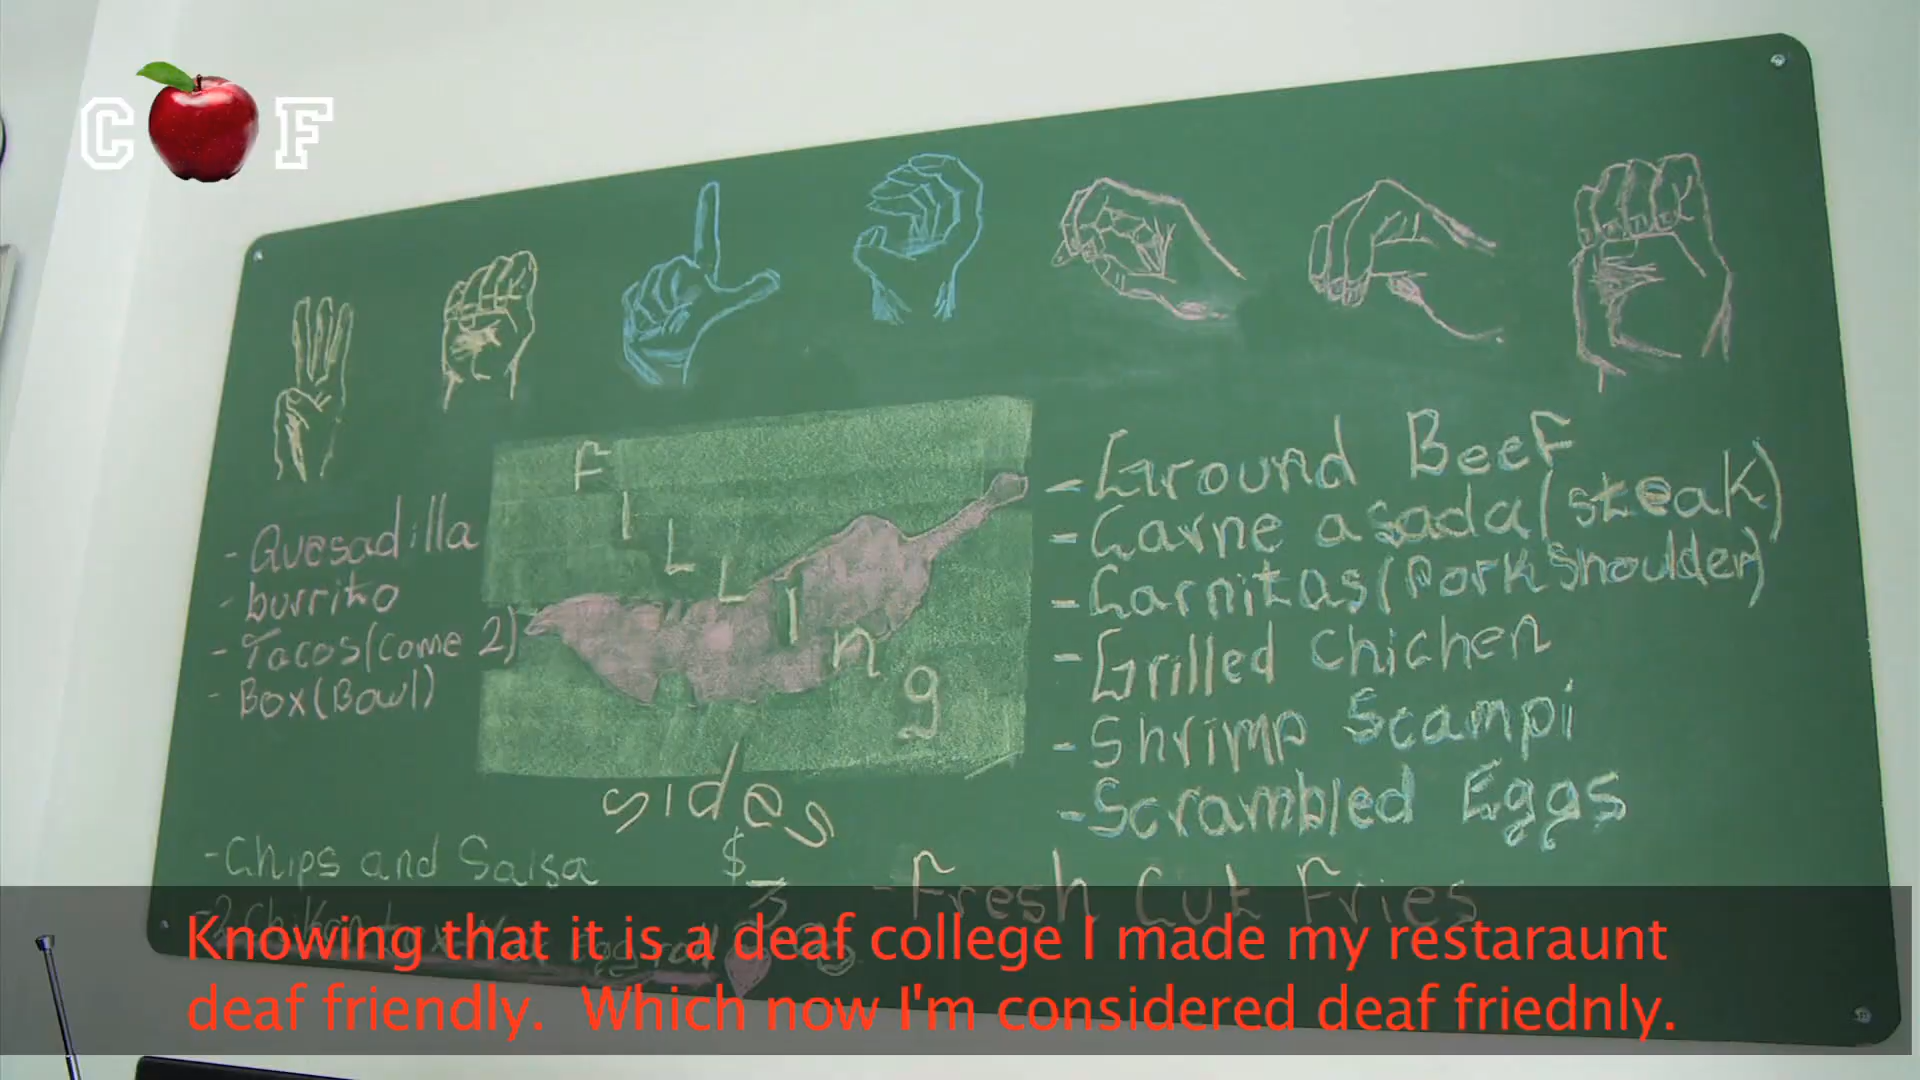 C F
- Quesadilla
- burrito
- Tacos (Come 2)
- Box (Bowl)
FILLIng
- Ground Beef
- Carne asada (steak)
- Carnitas (Pork Shoulder)
- Grilled Chichen
- Shrimp Scampi
- Scrambled Eggs
sides
- Chips and Salsa
$3
- Fresh Cut Fries
Knowing that it is a deaf college I made my restaraunt
deaf friendly. Which now I'm considered deaf friednly.